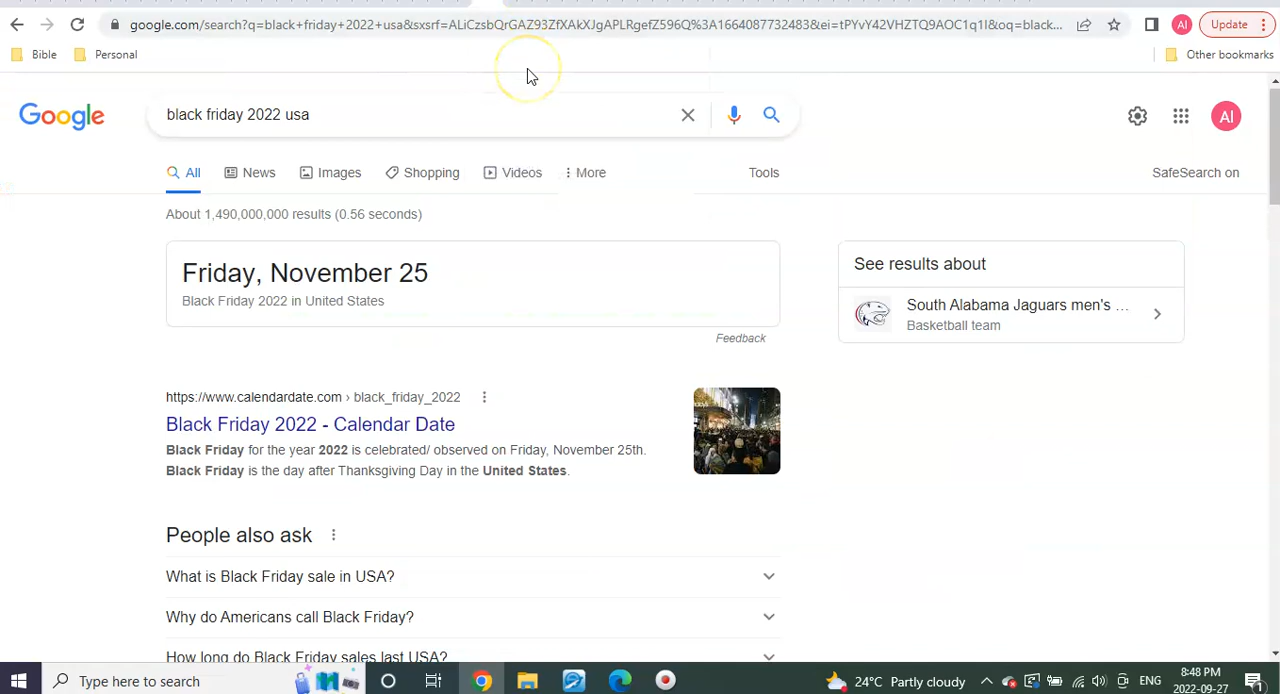 google.com/search?q=black+friday+2022+usa&sxsrf=ALiCzsbQrGAZ93ZfXAkXJgAPLRgefZ596Q%3A1664087732483&ei=tPYvY42VHZTQ9AOC1q1I&oq=black...
AI
Update
Bible
Personal
Other bookmarks
Google
black friday 2022 usa
AI
All
News
Images
Shopping
Videos
More
Tools
SafeSearch on
About 1,490,000,000 results (0.56 seconds)
Friday, November 25
Black Friday 2022 in United States
Feedback
See results about
South Alabama Jaguars men's ...
Basketball team
https://www.calendardate.com › black_friday_2022
Black Friday 2022 - Calendar Date
Black Friday for the year 2022 is celebrated/ observed on Friday, November 25th.
Black Friday is the day after Thanksgiving Day in the United States.
People also ask
What is Black Friday sale in USA?
Why do Americans call Black Friday?
How long do Black Friday sales last USA?
Type here to search
24°C Partly cloudy
ENG
8:48 PM
2022-09-27
1